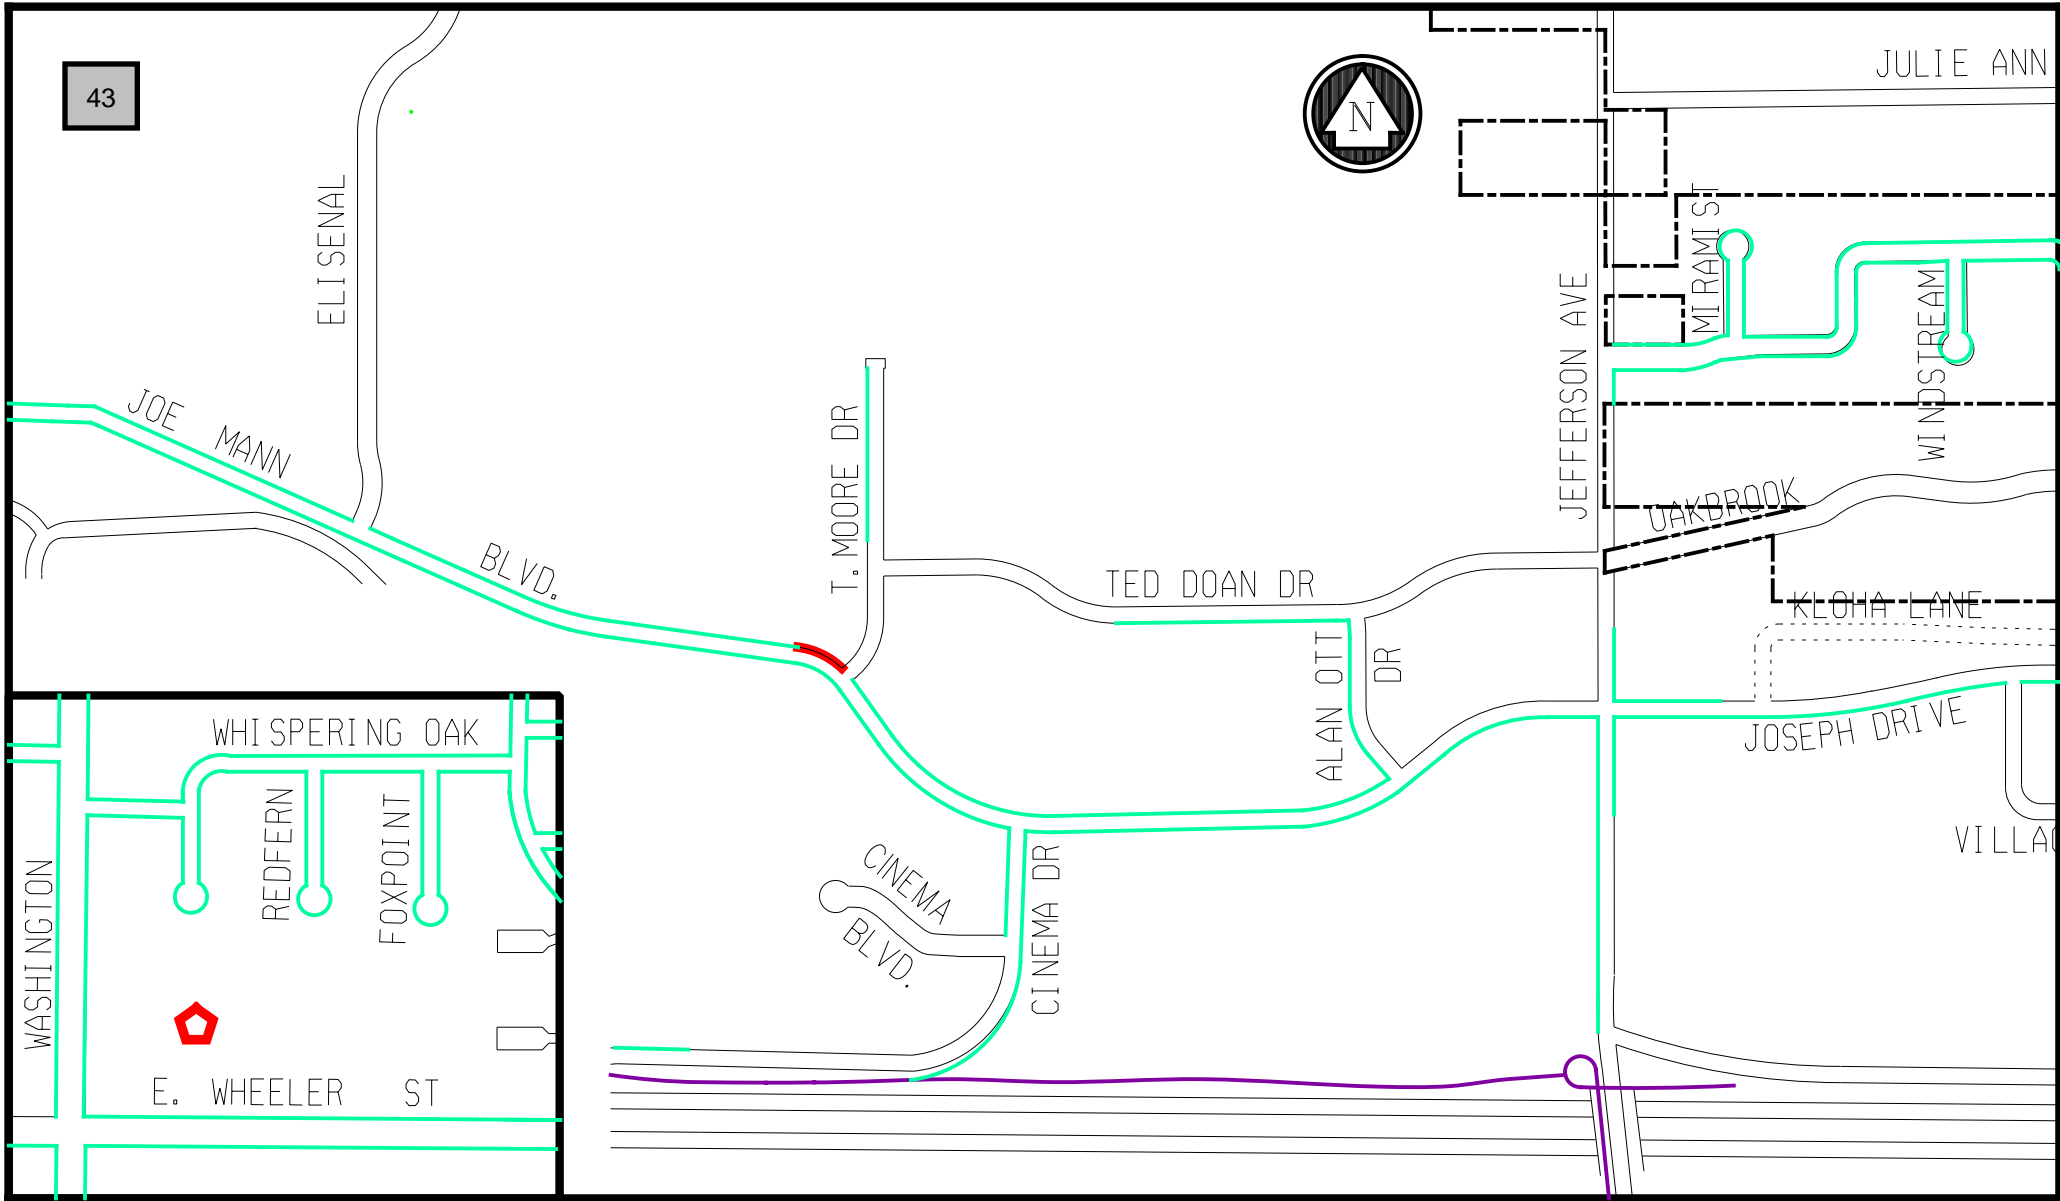 43
N
JULIE ANN
ELISENAL
MIRAMI ST
JEFFERSON AVE
WINDSTREAM
JOE MANN
BLVD.
T. MOORE DR
OAKBROOK
TED DOAN DR
KLOHA LANE
ALAN OTT
DR
JOSEPH DRIVE
WHISPERING OAK
REDFERN
FOXPOINT
WASHINGTON
CINEMA
BLVD.
CINEMA DR
VILLAG
E. WHEELER ST